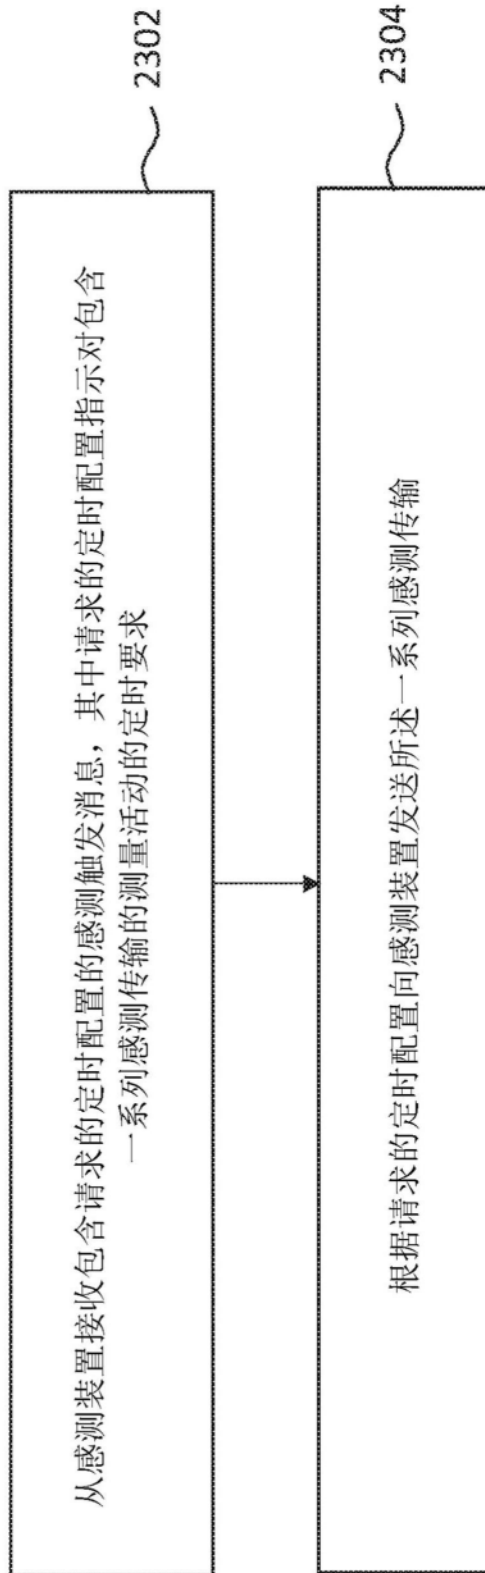 从感测装置接收包含请求的定时配置的感测触发消息，其中请求的定时配置指示对包含
一系列感测传输的测量活动的定时要求
2302
根据请求的定时配置向感测装置发送所述一系列感测传输
2304